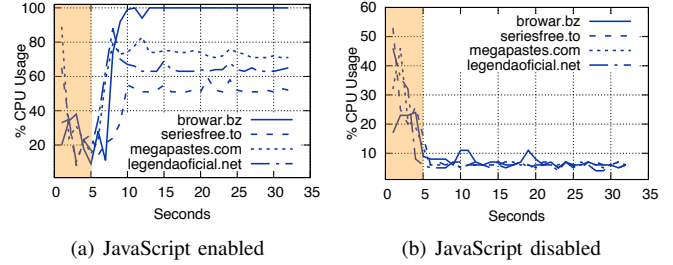 100
80
60
40
20
% CPU Usage
browar.bz
seriesfree.to
megapastes.com
legendaoficial.net
0 5 10 15 20 25 30 35
Seconds
(a) JavaScript enabled
60
50
40
30
20
10
% CPU Usage
browar.bz
seriesfree.to
megapastes.com
legendaoficial.net
0 5 10 15 20 25 30 35
Seconds
(b) JavaScript disabled